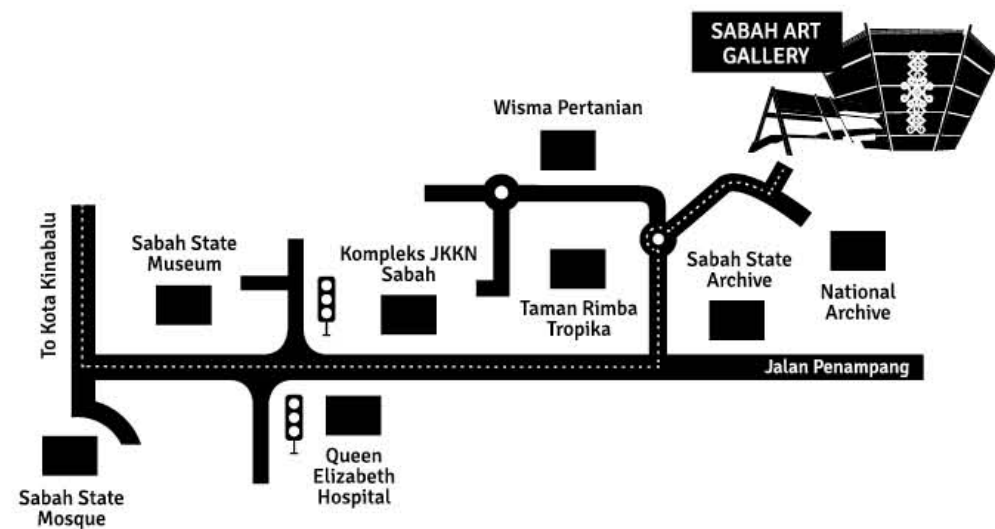 SABAH ART
GALLERY
Wisma Pertanian
To Kota Kinabalu
Sabah State
Museum
Kompleks JKKN
Sabah
Taman Rimba
Tropika
Sabah State
Archive
National
Archive
Jalan Penampang
Queen
Elizabeth
Hospital
Sabah State
Mosque